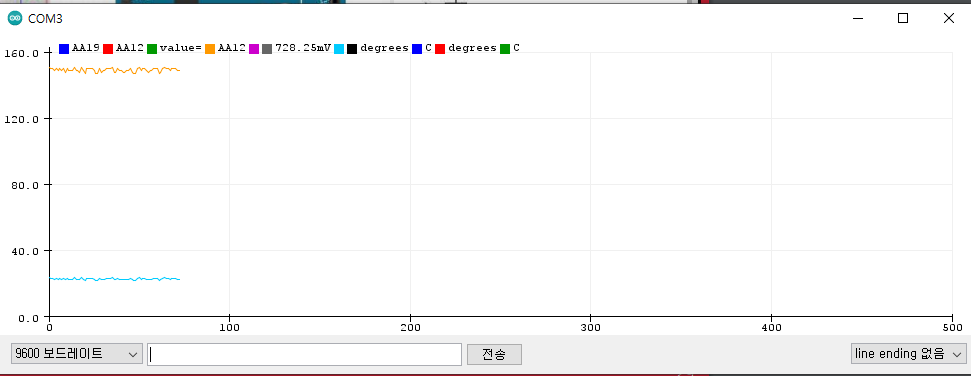 COM3
AA19 AA12 value= AA12 728.25mV degrees C degrees C
160.0
120.0
80.0
40.0
0.0
0 100 200 300 400 500
9600 보드레이트 전송 line ending 없음